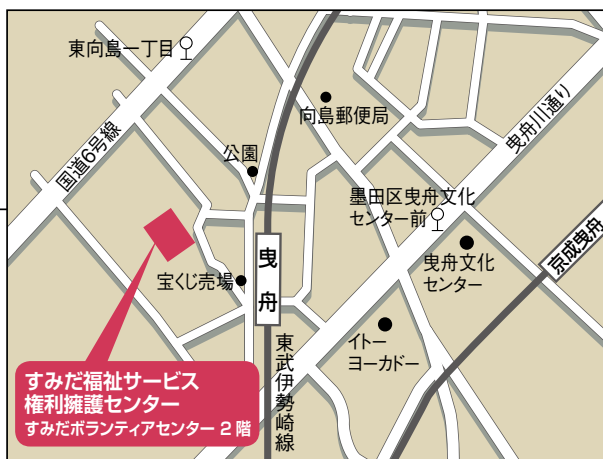 東向島一丁目
向島郵便局
国道6号線
公園
曳舟川通り
墨田区曳舟文化
センター前
曳舟
曳舟文化
センター
京成曳舟
宝くじ売場
イトー
ヨーカドー
東武伊勢崎線
すみだ福祉サービス
権利擁護センター
すみだボランティアセンター2階